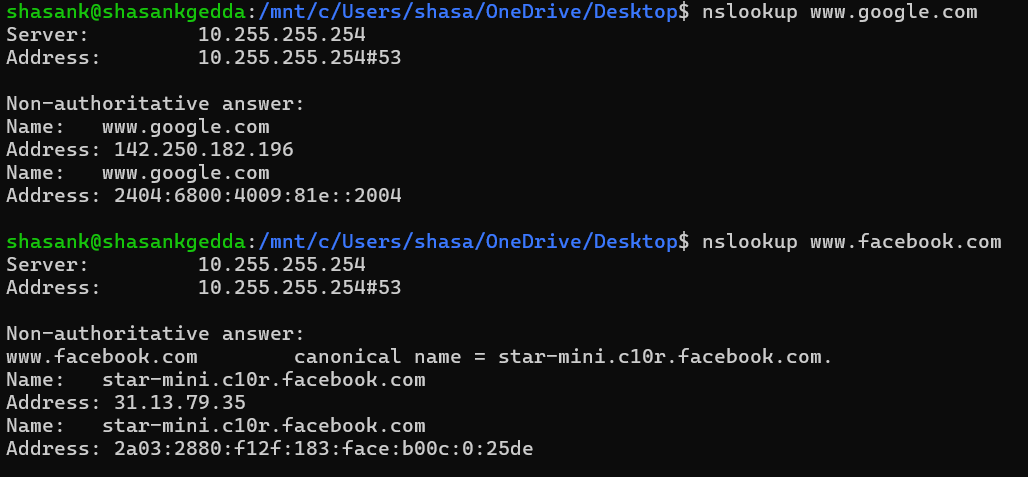 shasank@shasankgedda:/mnt/c/Users/shasa/OneDrive/Desktop$ nslookup www.google.com
Server:         10.255.255.254
Address:        10.255.255.254#53

Non-authoritative answer:
Name:   www.google.com
Address: 142.250.182.196
Name:   www.google.com
Address: 2404:6800:4009:81e::2004

shasank@shasankgedda:/mnt/c/Users/shasa/OneDrive/Desktop$ nslookup www.facebook.com
Server:         10.255.255.254
Address:        10.255.255.254#53

Non-authoritative answer:
www.facebook.com        canonical name = star-mini.c10r.facebook.com.
Name:   star-mini.c10r.facebook.com
Address: 31.13.79.35
Name:   star-mini.c10r.facebook.com
Address: 2a03:2880:f12f:183:face:b00c:0:25de